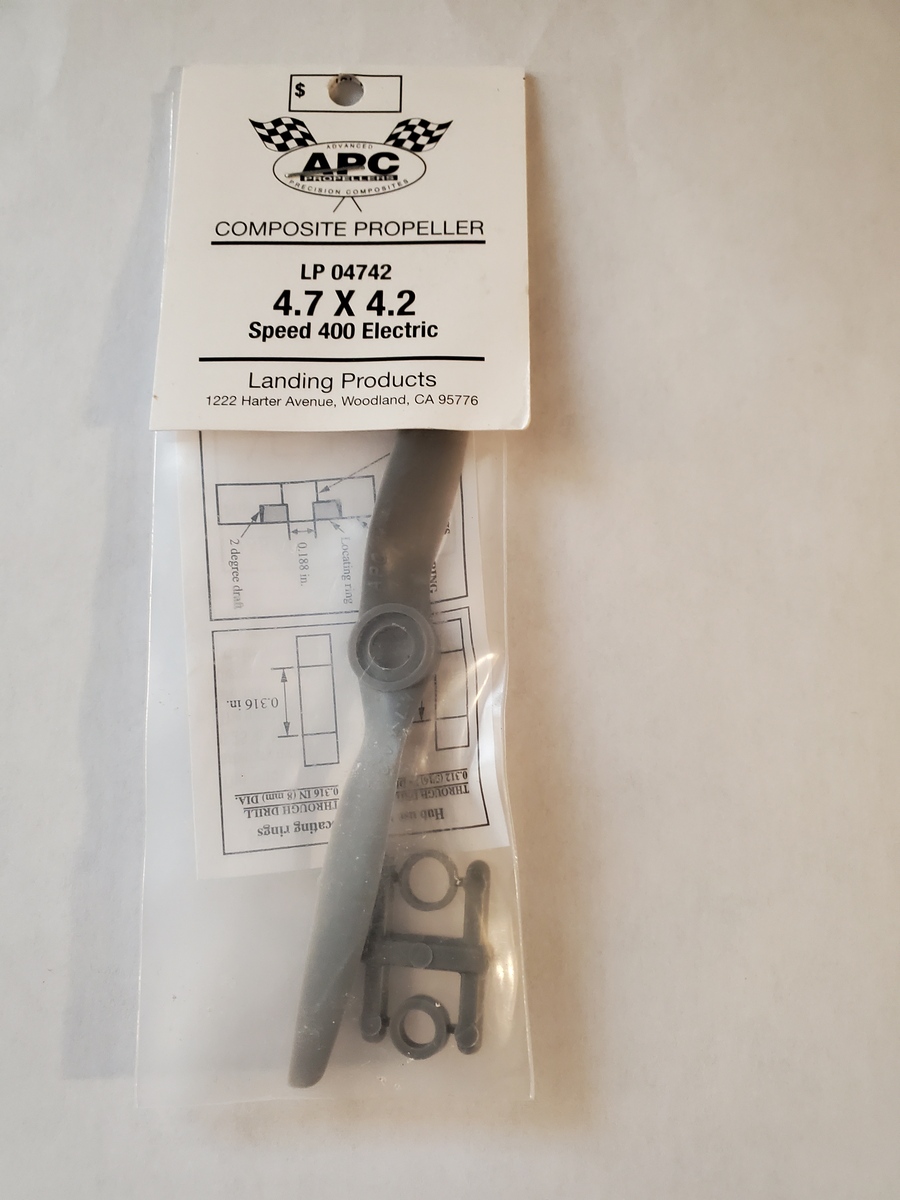 $
ADVANCED
APC
PROPELLERS
PRECISION COMPOSITES
COMPOSITE PROPELLER
LP 04742
4.7 X 4.2
Speed 400 Electric
Landing Products
1222 Harter Avenue, Woodland, CA 95776
2 degree draft
0.188 in.
Locating ring
0.316 in.
0.316 IN (8 mm) DIA.
THROUGH DRILL
rings
Hub